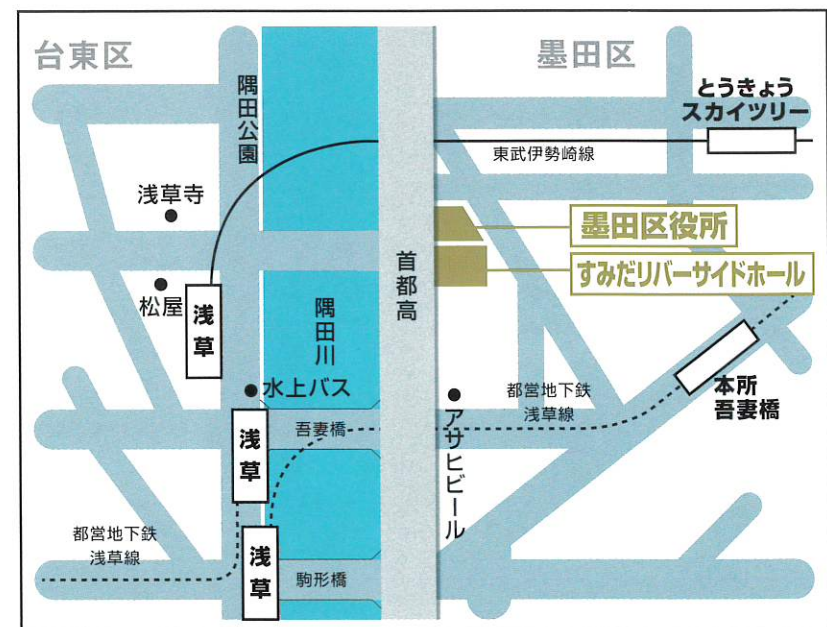 台東区
墨田区
隅田公園
とうきょう
スカイツリー
東武伊勢崎線
浅草寺
松屋
浅草
隅田川
首都高
墨田区役所
すみだリバーサイドホール
水上バス
浅草
吾妻橋
アサヒビール
都営地下鉄
浅草線
本所
吾妻橋
都営地下鉄
浅草線
浅草
駒形橋